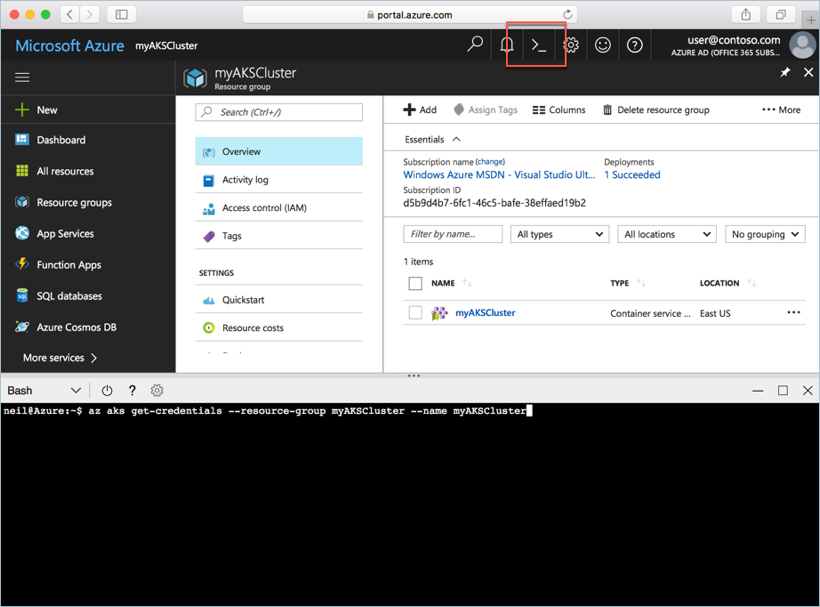 portal.azure.com
Microsoft Azure myAKSCluster
user@contoso.com
AZURE AD (OFFICE 365 SUBS...
myAKSCluster
Resource group
New
Dashboard
All resources
Resource groups
App Services
Function Apps
SQL databases
Azure Cosmos DB
More services
Search (Ctrl+/)
Overview
Activity log
Access control (IAM)
Tags
SETTINGS
Quickstart
Resource costs
Add Assign Tags Columns Delete resource group ••• More
Essentials
Subscription name (change)
Windows Azure MSDN - Visual Studio Ult...
Subscription ID
d5b9d4b7-6fc1-46c5-bafe-38effaed19b2
Deployments
1 Succeeded
Filter by name... All types All locations No grouping
1 items
NAME TYPE LOCATION
myAKSCluster Container service ... East US
Bash ?
neil@Azure:~$ az aks get-credentials --resource-group myAKSCluster --name myAKSCluster